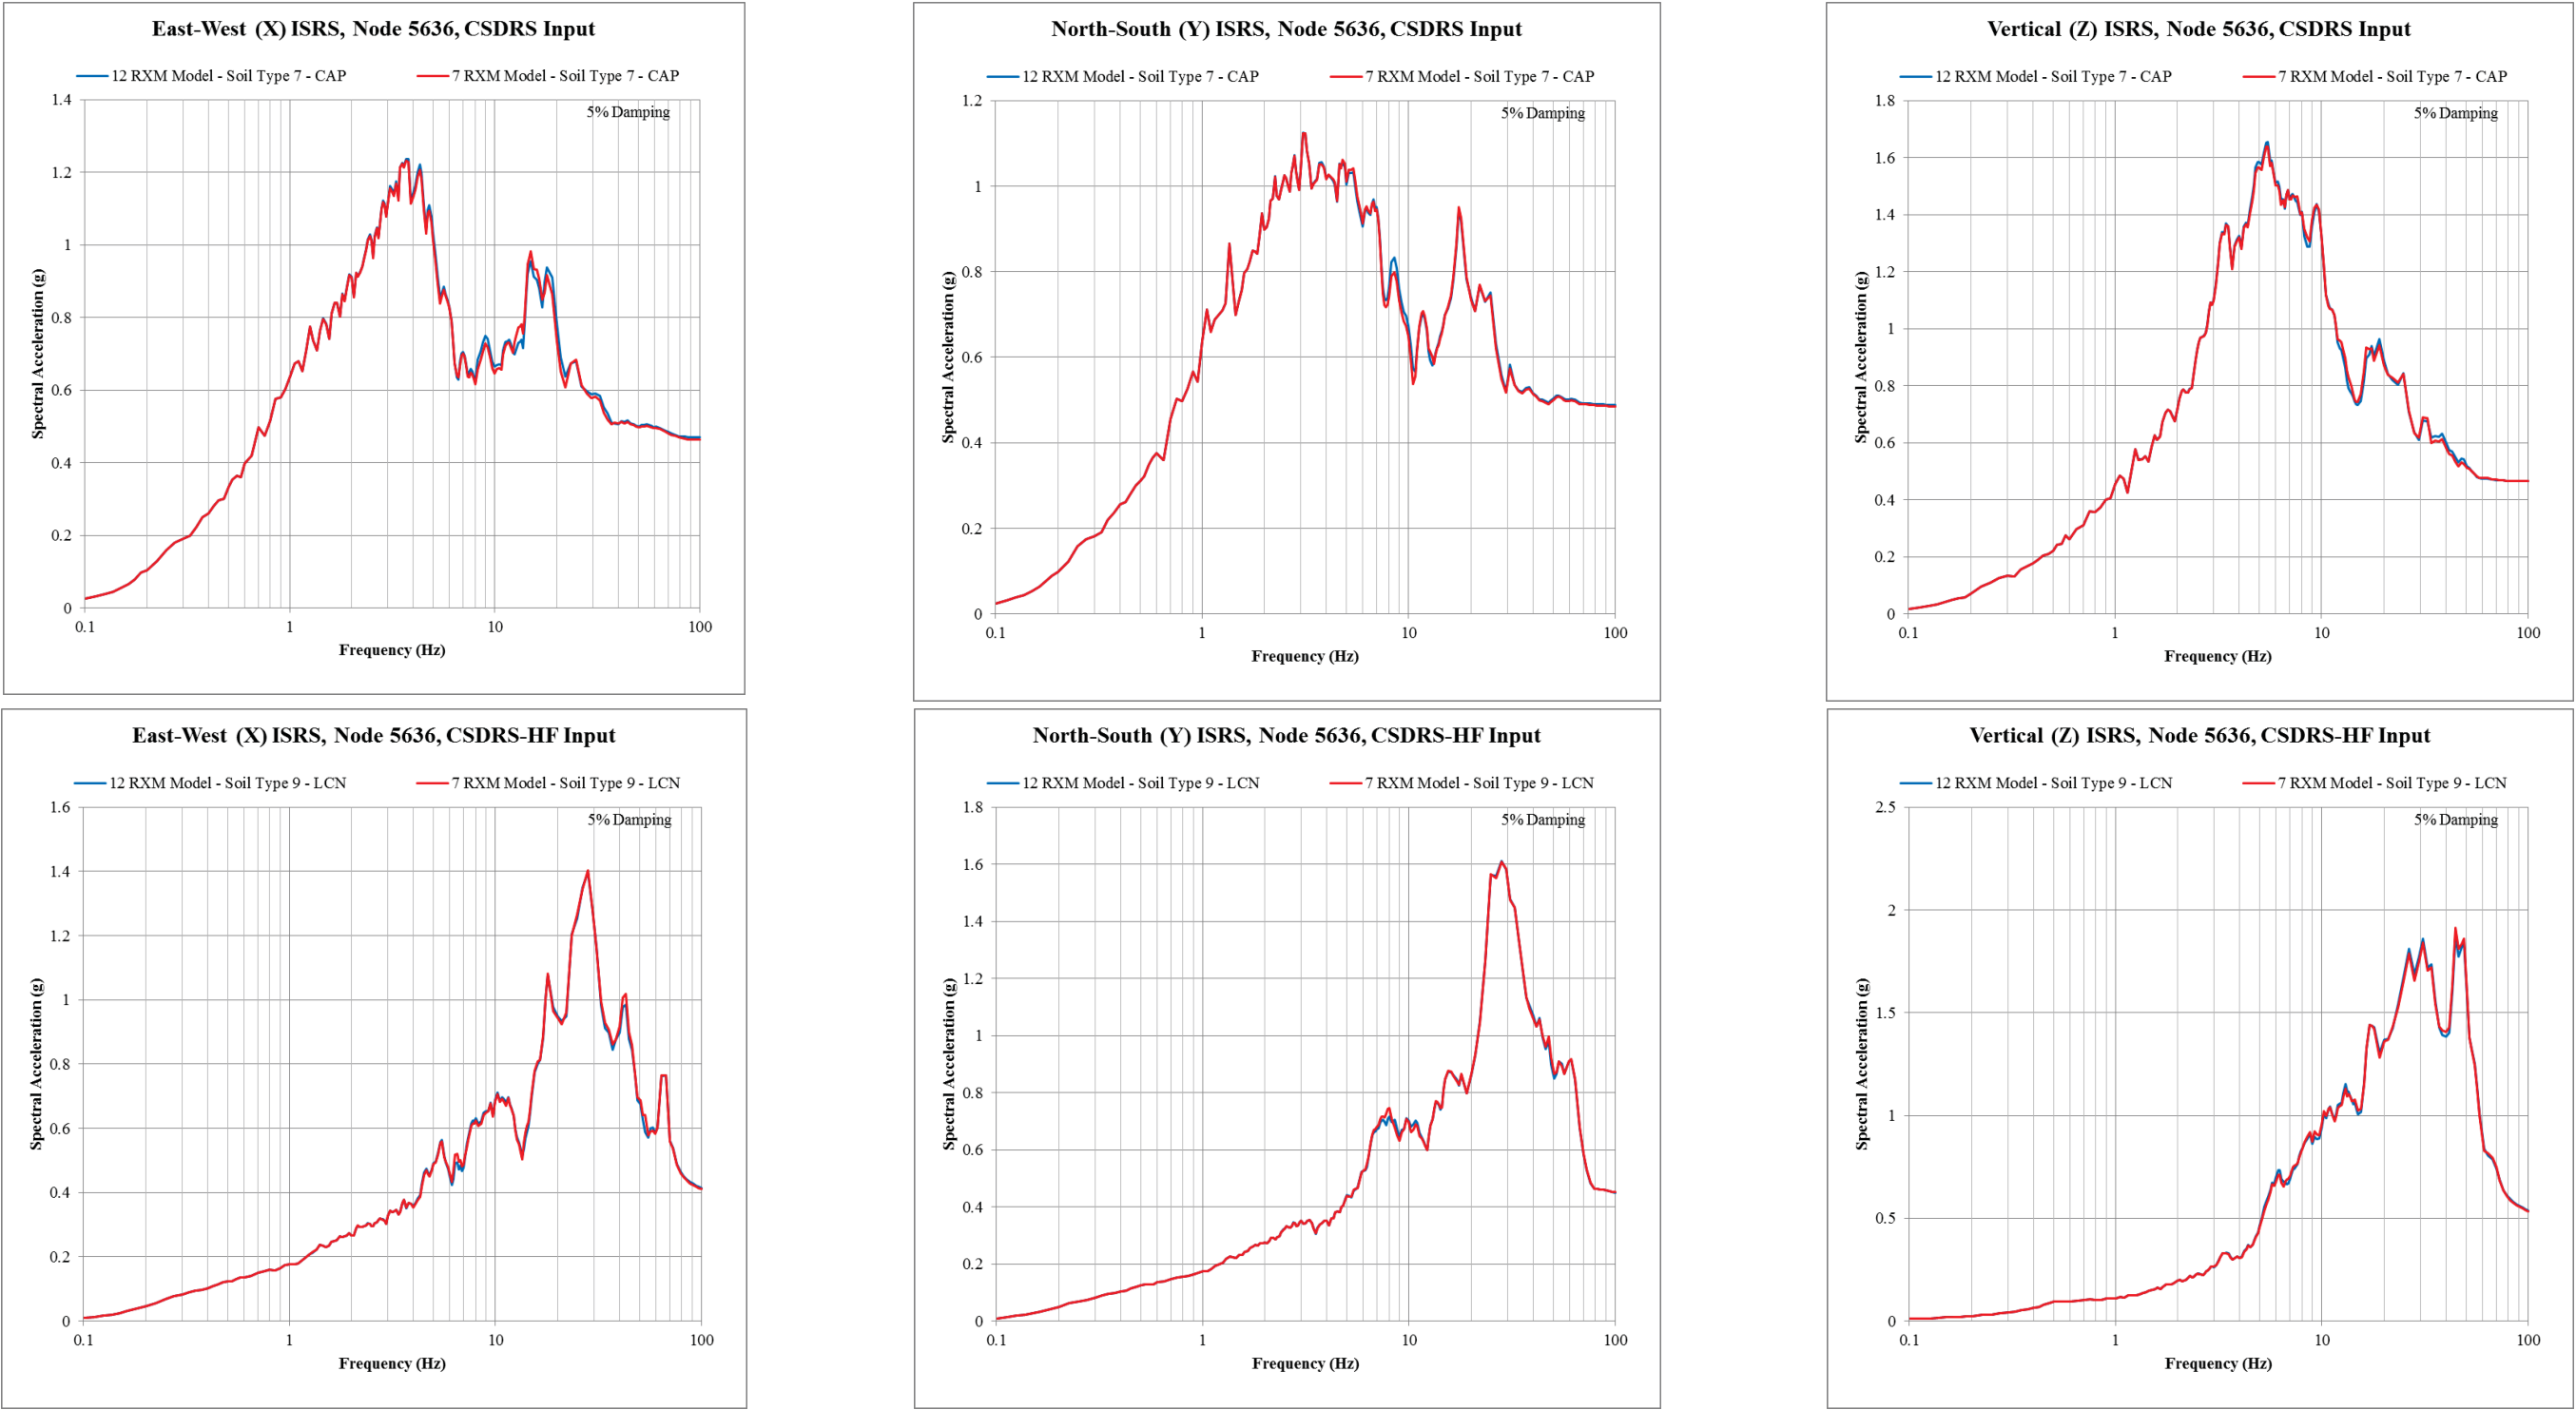 East-West (X) ISRS, Node 5636, CSDRS Input
12 RXM Model - Soil Type 7 - CAP
7 RXM Model - Soil Type 7 - CAP
5% Damping
Spectral Acceleration (g)
1.4
1.2
1
0.8
0.6
0.4
0.2
0
0.1
1
10
100
Frequency (Hz)
North-South (Y) ISRS, Node 5636, CSDRS Input
12 RXM Model - Soil Type 7 - CAP
7 RXM Model - Soil Type 7 - CAP
5% Damping
Spectral Acceleration (g)
1.2
1
0.8
0.6
0.4
0.2
0
0.1
1
10
100
Frequency (Hz)
Vertical (Z) ISRS, Node 5636, CSDRS Input
12 RXM Model - Soil Type 7 - CAP
7 RXM Model - Soil Type 7 - CAP
5% Damping
Spectral Acceleration (g)
1.8
1.6
1.4
1.2
1
0.8
0.6
0.4
0.2
0
0.1
1
10
100
Frequency (Hz)
East-West (X) ISRS, Node 5636, CSDRS-HF Input
12 RXM Model - Soil Type 9 - LCN
7 RXM Model - Soil Type 9 - LCN
5% Damping
Spectral Acceleration (g)
1.6
1.4
1.2
1
0.8
0.6
0.4
0.2
0
0.1
1
10
100
Frequency (Hz)
North-South (Y) ISRS, Node 5636, CSDRS-HF Input
12 RXM Model - Soil Type 9 - LCN
7 RXM Model - Soil Type 9 - LCN
5% Damping
Spectral Acceleration (g)
1.8
1.6
1.4
1.2
1
0.8
0.6
0.4
0.2
0
0.1
1
10
100
Frequency (Hz)
Vertical (Z) ISRS, Node 5636, CSDRS-HF Input
12 RXM Model - Soil Type 9 - LCN
7 RXM Model - Soil Type 9 - LCN
5% Damping
Spectral Acceleration (g)
2.5
2
1.5
1
0.5
0
0.1
1
10
100
Frequency (Hz)